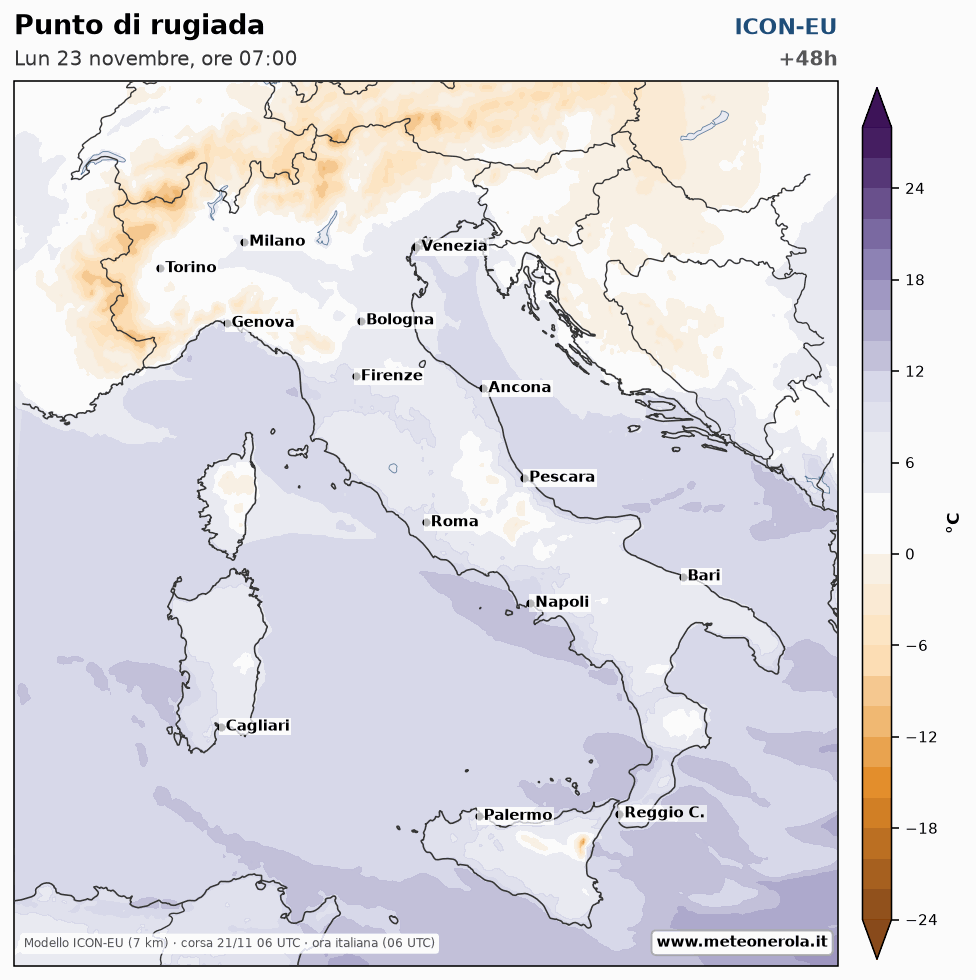 Punto di rugiada
ICON-EU
Lun 23 novembre, ore 07:00
+48h
Milano
Venezia
Torino
Genova
Bologna
Firenze
Ancona
Pescara
Roma
Bari
Napoli
Cagliari
Palermo
Reggio C.
24
18
12
6
0
−6
−12
−18
−24
°C
Modello ICON-EU (7 km) · corsa 21/11 06 UTC · ora italiana (06 UTC)
www.meteonerola.it